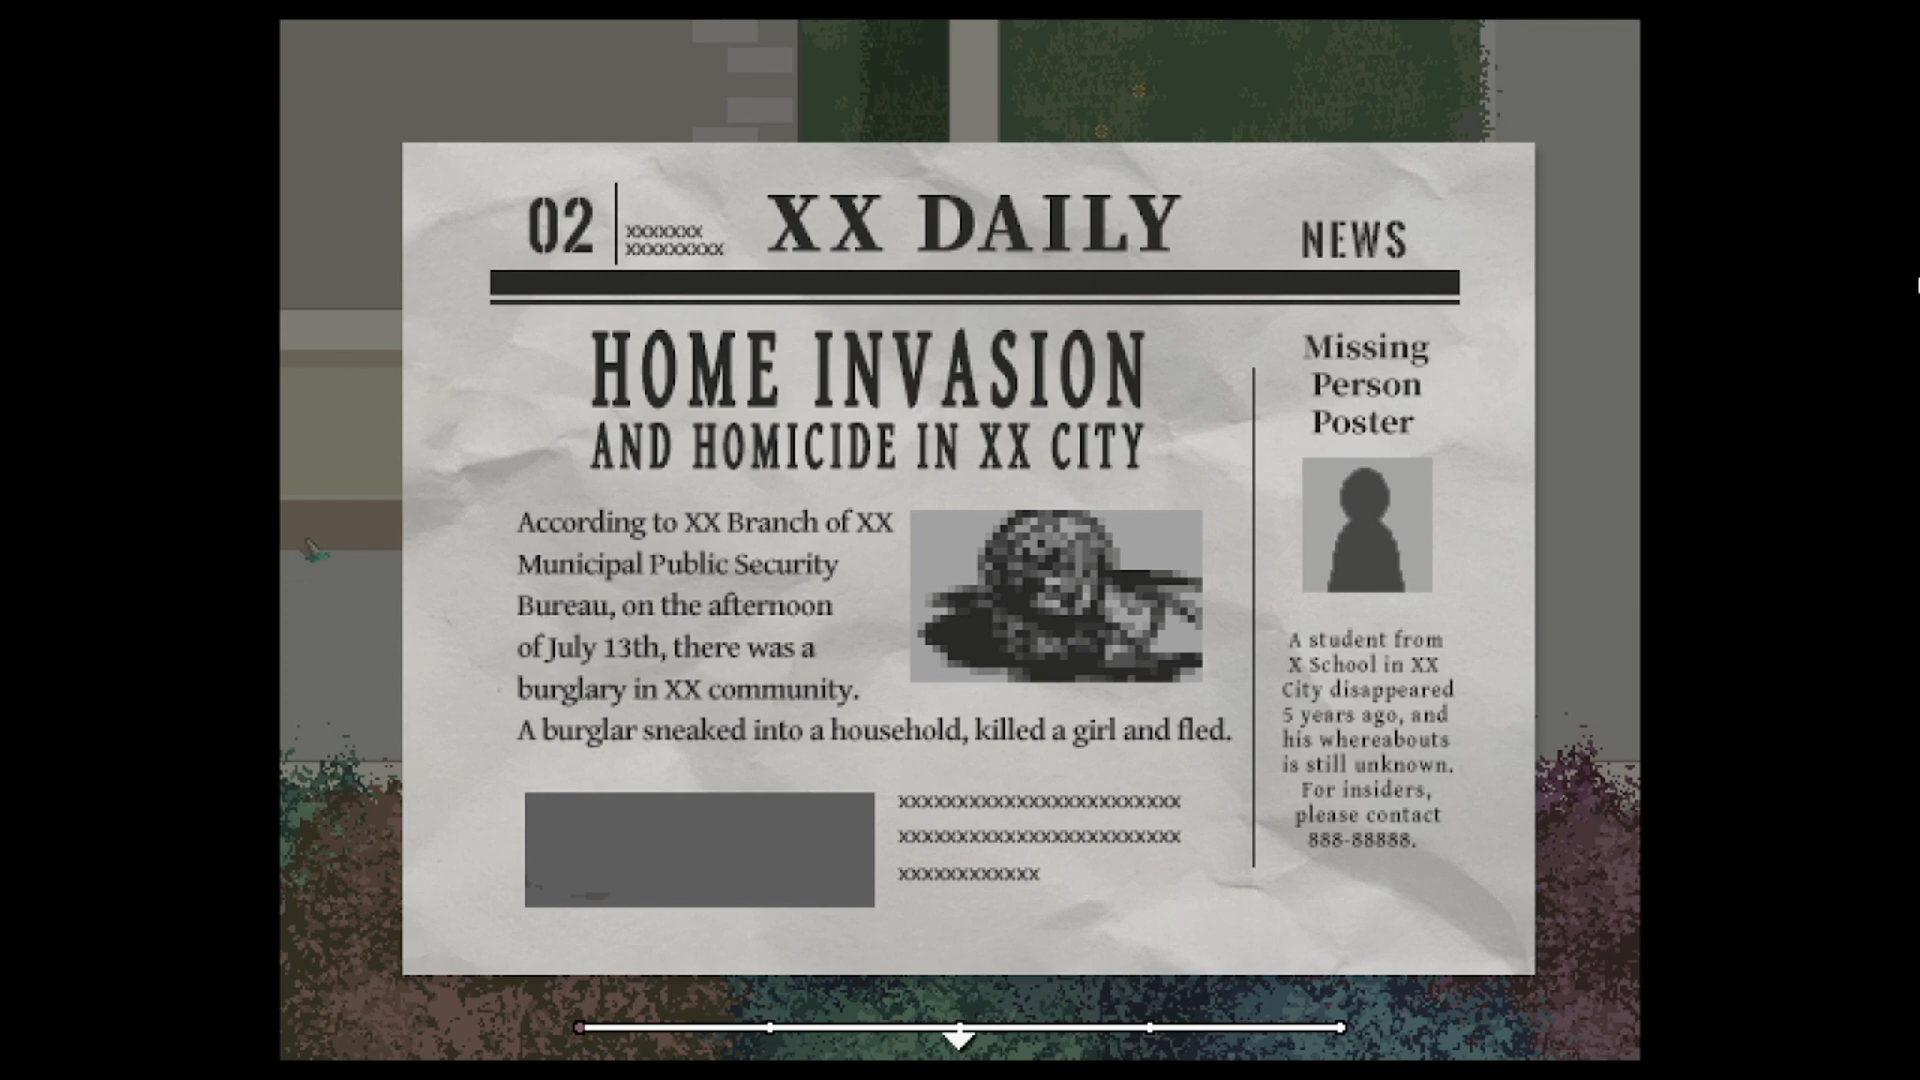 02
xxxxxxx
xxxxxxxxx
XX DAILY
NEWS
HOME INVASION
AND HOMICIDE IN XX CITY
According to XX Branch of XX
Municipal Public Security
Bureau, on the afternoon
of July 13th, there was a
burglary in XX community.
A burglar sneaked into a household, killed a girl and fled.
xxxxxxxxxxxxxxxxxxxxxxxx
xxxxxxxxxxxxxxxxxxxxxxxx
xxxxxxxxxxxx
Missing
Person
Poster
A student from
X School in XX
City disappeared
5 years ago, and
his whereabouts
is still unknown.
For insiders,
please contact
888-88888.